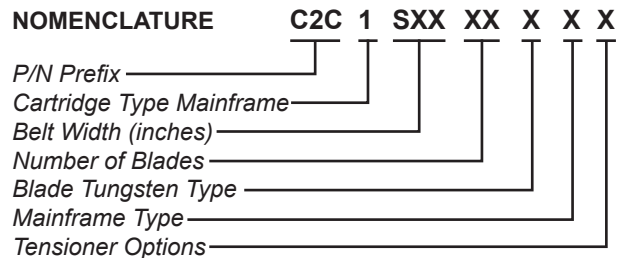 NOMENCLATURE C2C 1 SXX XX X X X
P/N Prefix
Cartridge Type Mainframe
Belt Width (inches)
Number of Blades
Blade Tungsten Type
Mainframe Type
Tensioner Options